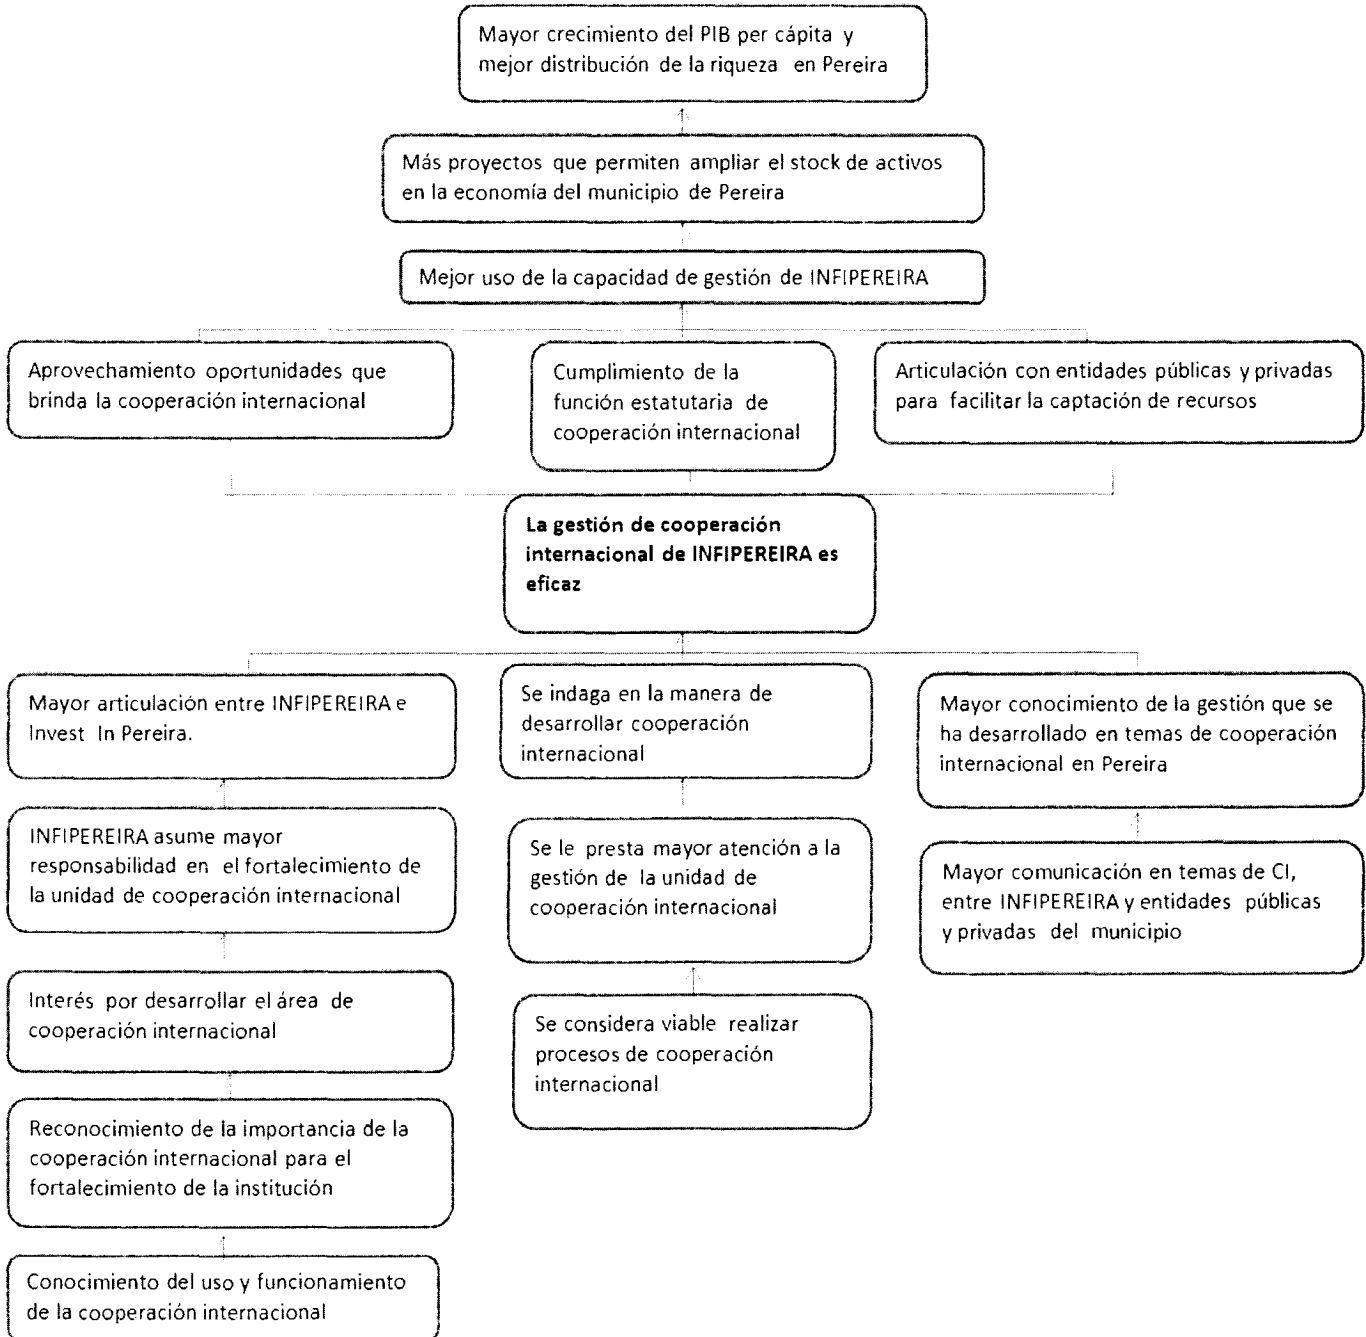 Mayor crecimiento del PIB per cápita y
mejor distribución de la riqueza en Pereira
Más proyectos que permiten ampliar el stock de activos
en la economía del municipio de Pereira
Mejor uso de la capacidad de gestión de INFIPEREIRA
Aprovechamiento oportunidades que
brinda la cooperación internacional
Cumplimiento de la
función estatutaria de
cooperación internacional
Articulación con entidades públicas y privadas
para facilitar la captación de recursos
La gestión de cooperación
internacional de INFIPEREIRA es
eficaz
Mayor articulación entre INFIPEREIRA e
Invest In Pereira.
Se indaga en la manera de
desarrollar cooperación
internacional
Mayor conocimiento de la gestión que se
ha desarrollado en temas de cooperación
internacional en Pereira
INFIPEREIRA asume mayor
responsabilidad en el fortalecimiento de
la unidad de cooperación internacional
Se le presta mayor atención a la
gestión de la unidad de
cooperación internacional
Mayor comunicación en temas de CI,
entre INFIPEREIRA y entidades públicas
y privadas del municipio
Interés por desarrollar el área de
cooperación internacional
Se considera viable realizar
procesos de cooperación
internacional
Reconocimiento de la importancia de la
cooperación internacional para el
fortalecimiento de la institución
Conocimiento del uso y funcionamiento
de la cooperación internacional